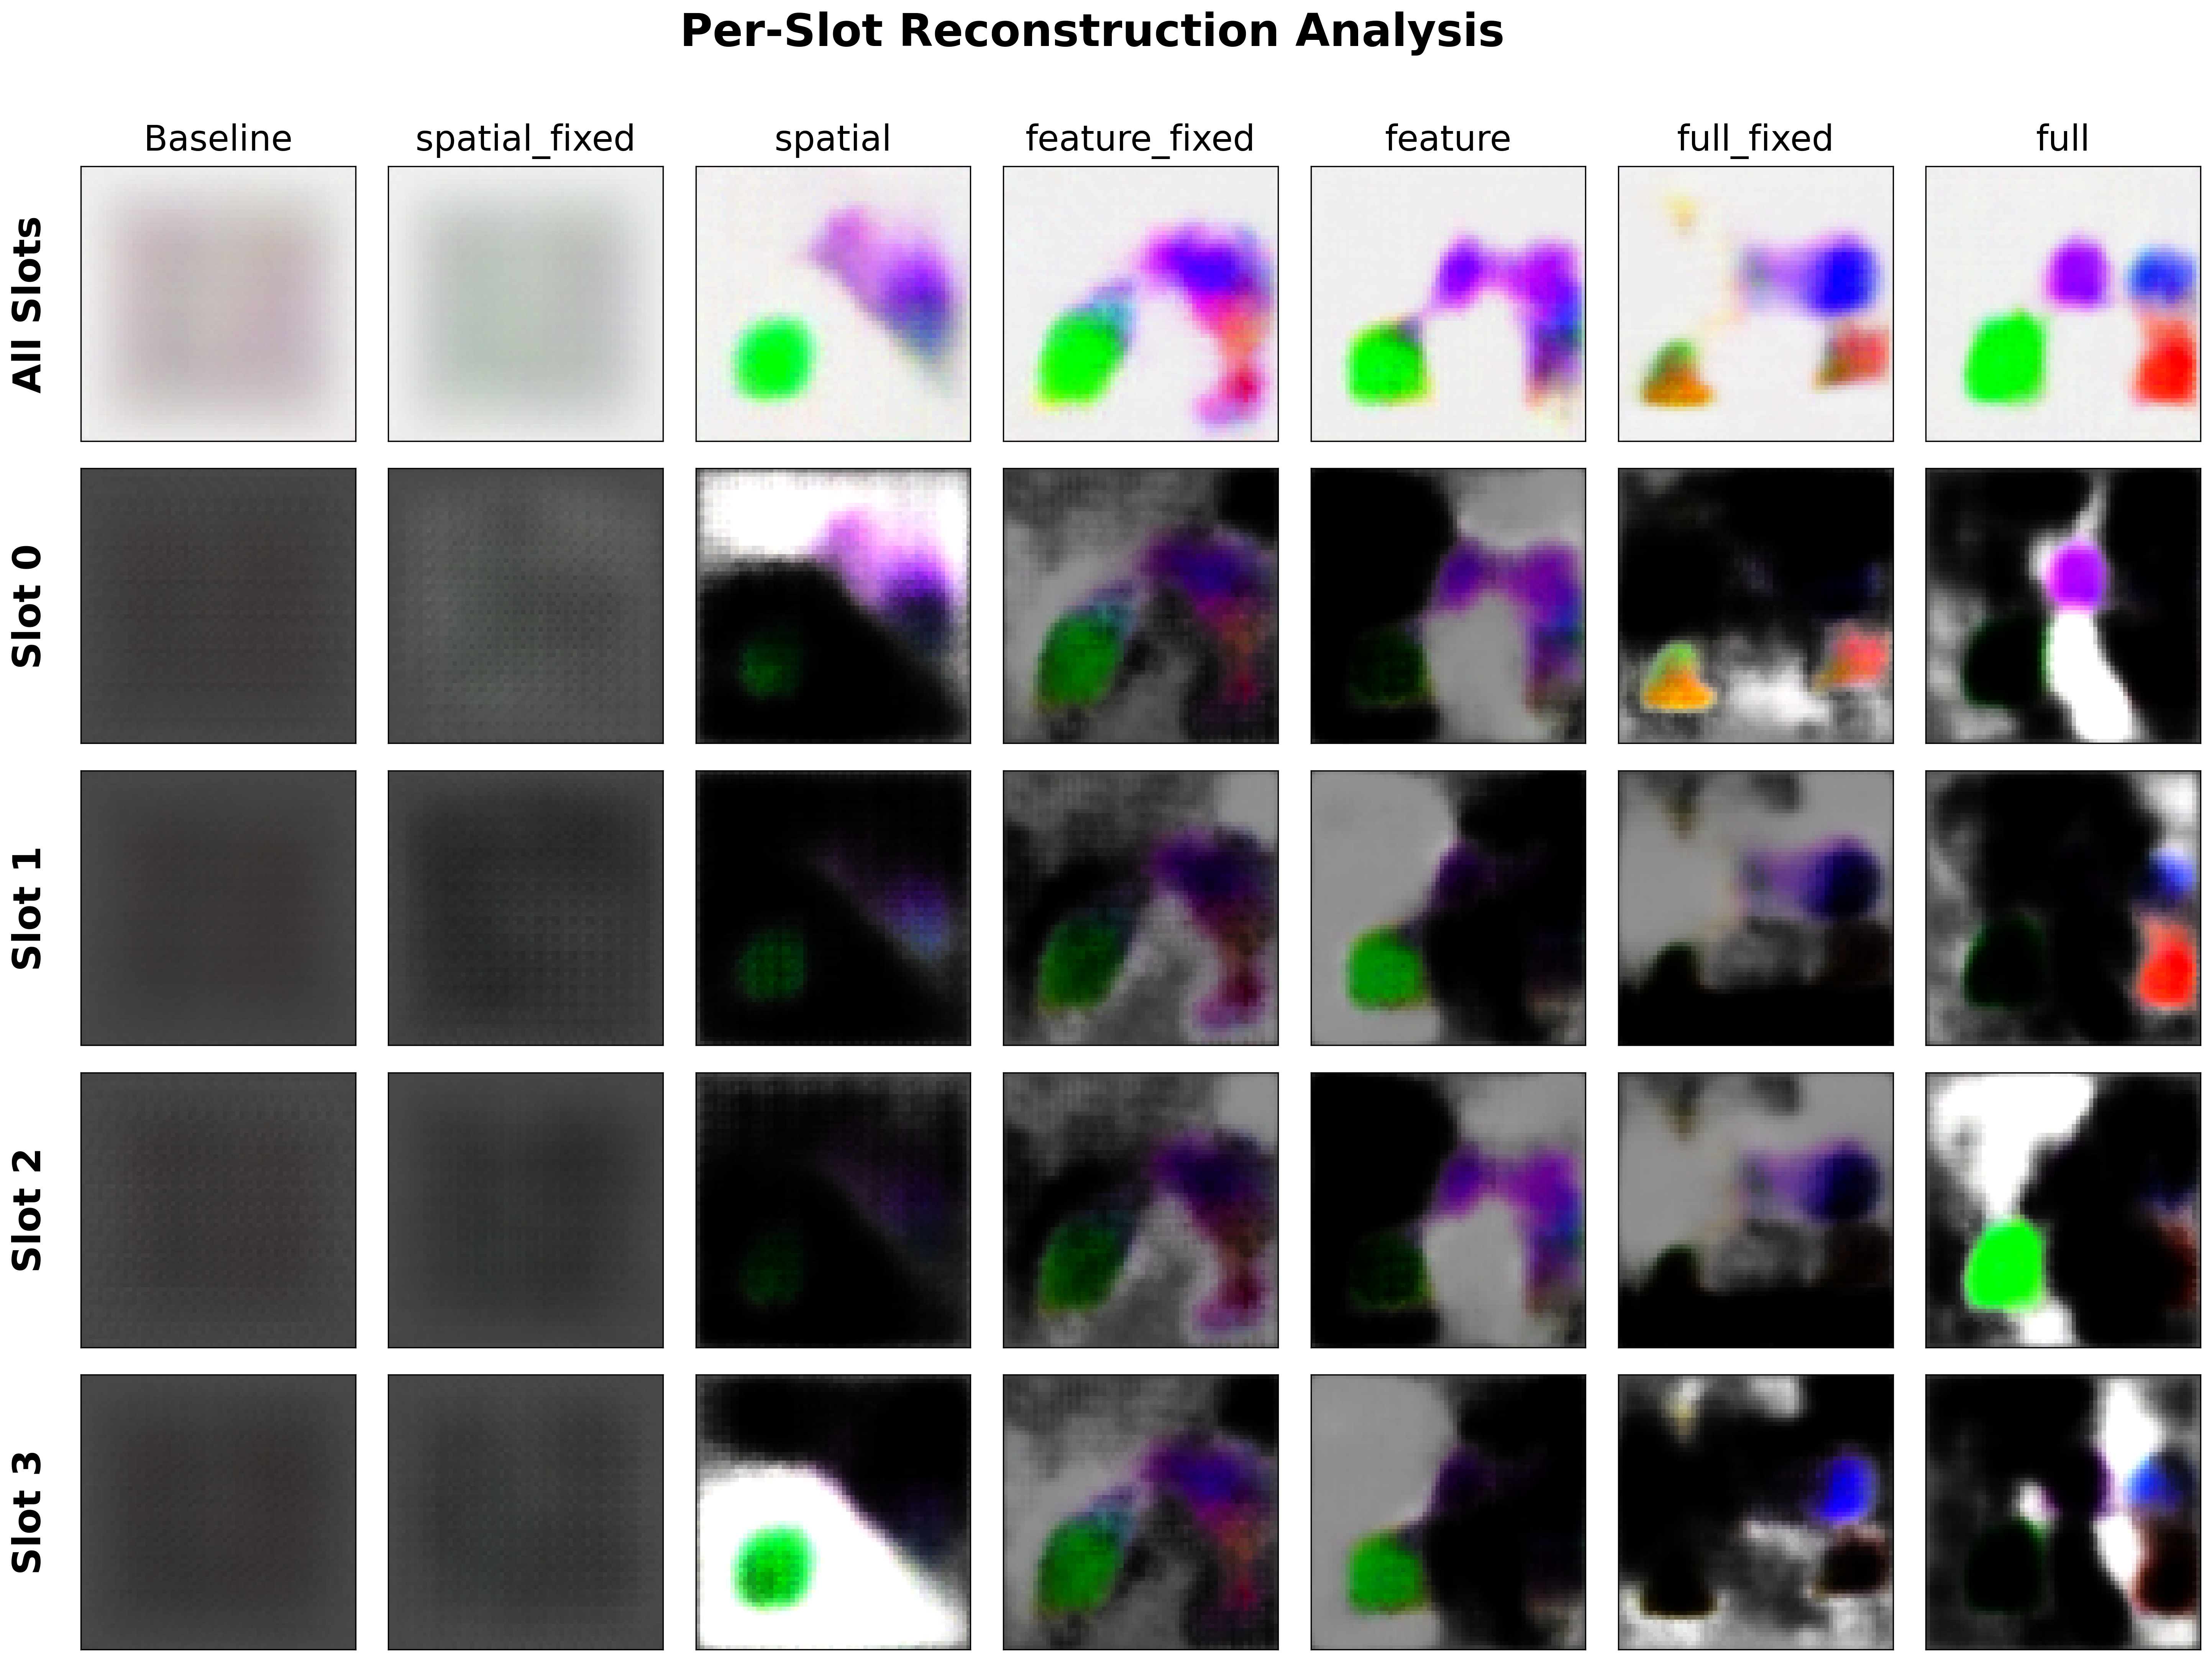 Per-Slot Reconstruction Analysis
Baseline
spatial_fixed
spatial
feature_fixed
feature
full_fixed
full
All Slots
Slot 0
Slot 1
Slot 2
Slot 3